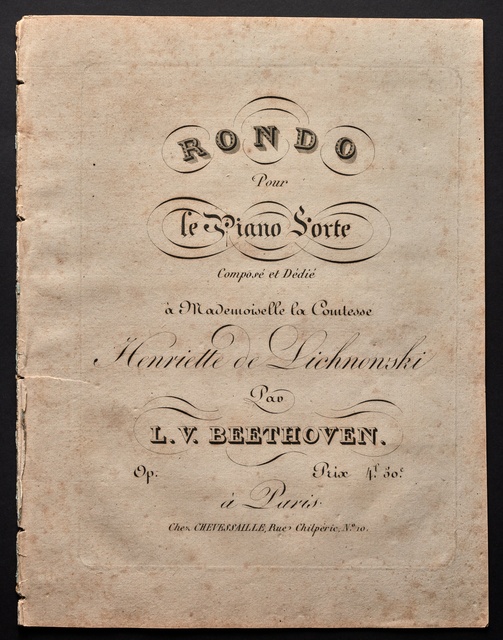 RONDO
Pour
le Piano Forte
Composé et Dédié
à Mademoiselle la Comtesse
Henriette de Lichnonski
Par
L. V. BEETHOVEN.
Op. Prix 4f 50c
à Paris
Chez CHEVESSAILLE, Rue Chilpéric, No. 10.